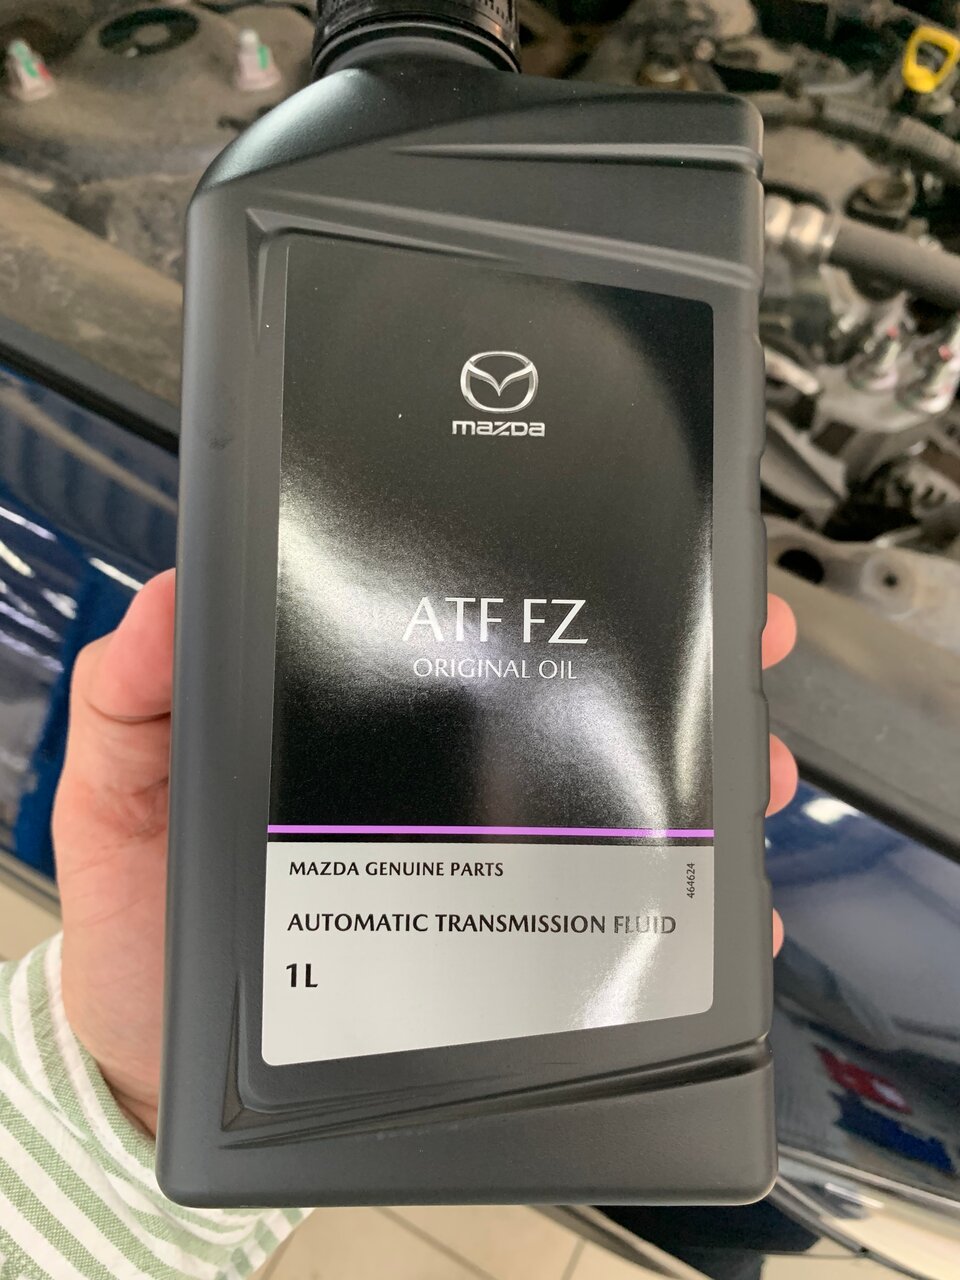 mazDa
ATF FZ
ORIGINAL OIL
MAZDA GENUINE PARTS
464624
AUTOMATIC TRANSMISSION FLUID
1L